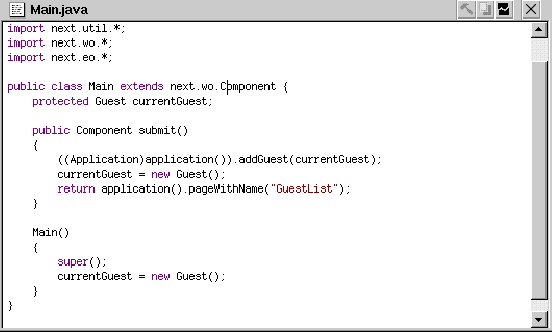 Main.java
import next.util.*;
import next.wo.*;
import next.eo.*;
public class Main extends next.wo.Component {
protected Guest currentGuest;
public Component submit()
{
((Application)application()).addGuest(currentGuest);
currentGuest = new Guest();
return application().pageWithName("GuestList");
}
Main()
{
super();
currentGuest = new Guest();
}
}